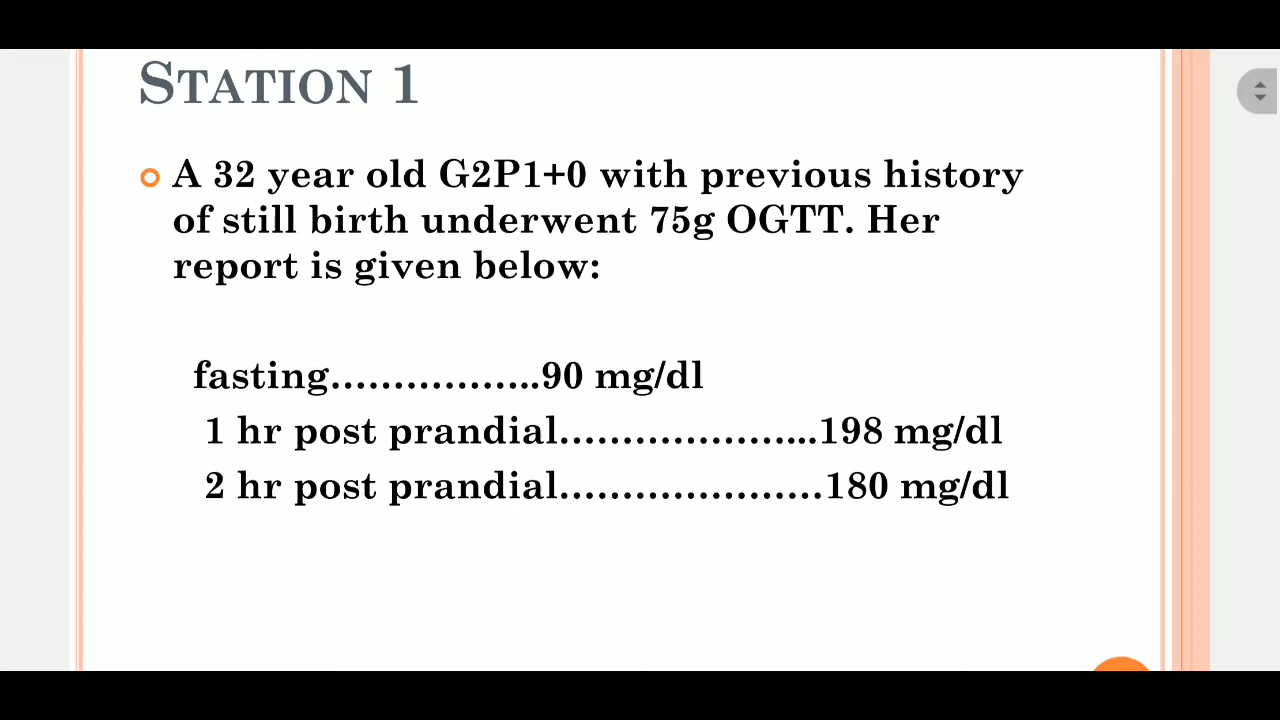 STATION 1
A 32 year old G2P1+0 with previous history
of still birth underwent 75g OGTT. Her
report is given below:
fasting……………..90 mg/dl
1 hr post prandial………………...198 mg/dl
2 hr post prandial…………………180 mg/dl